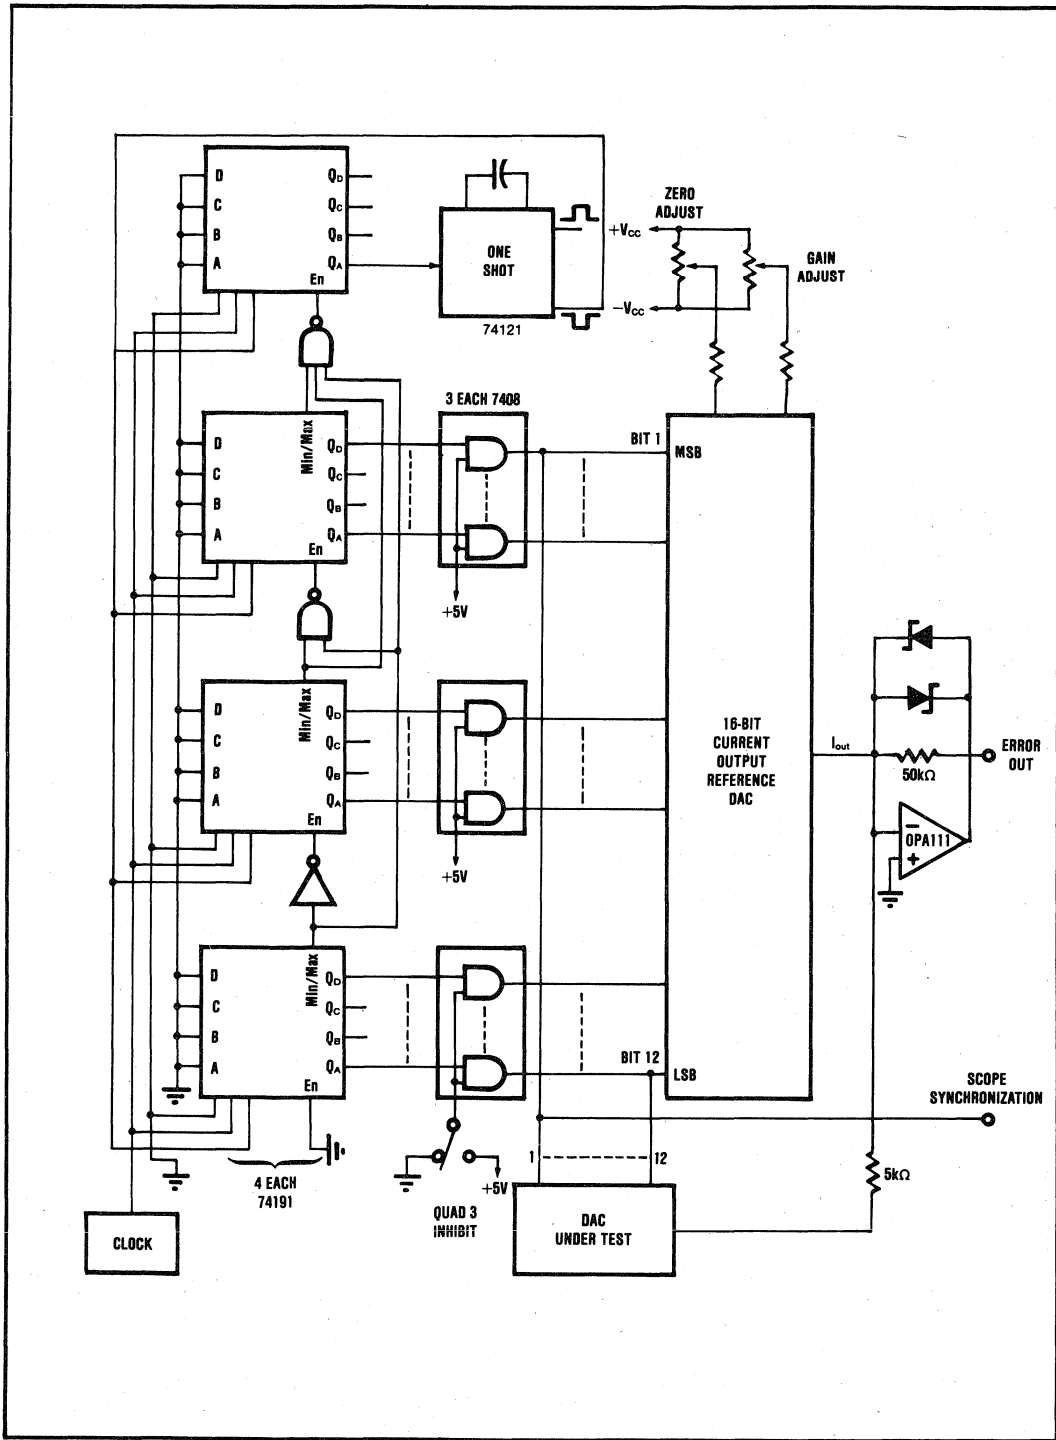 D
C
B
A
QD
QC
QB
QA
En
ONE
SHOT
74121
+VCC
−VCC
ZERO
ADJUST
GAIN
ADJUST
3 EACH 7408
D
C
B
A
Min/Max
QD
QC
QB
QA
En
+5V
BIT 1
MSB
D
C
B
A
Min/Max
QD
QC
QB
QA
En
+5V
16-BIT
CURRENT
OUTPUT
REFERENCE
DAC
Iout
50kΩ
ERROR
OUT
−
OPA111
+
D
C
B
A
Min/Max
QD
QC
QB
QA
En
BIT 12
LSB
SCOPE
SYNCHRONIZATION
4 EACH
74191
CLOCK
QUAD 3
INHIBIT
+5V
1
12
DAC
UNDER TEST
5kΩ